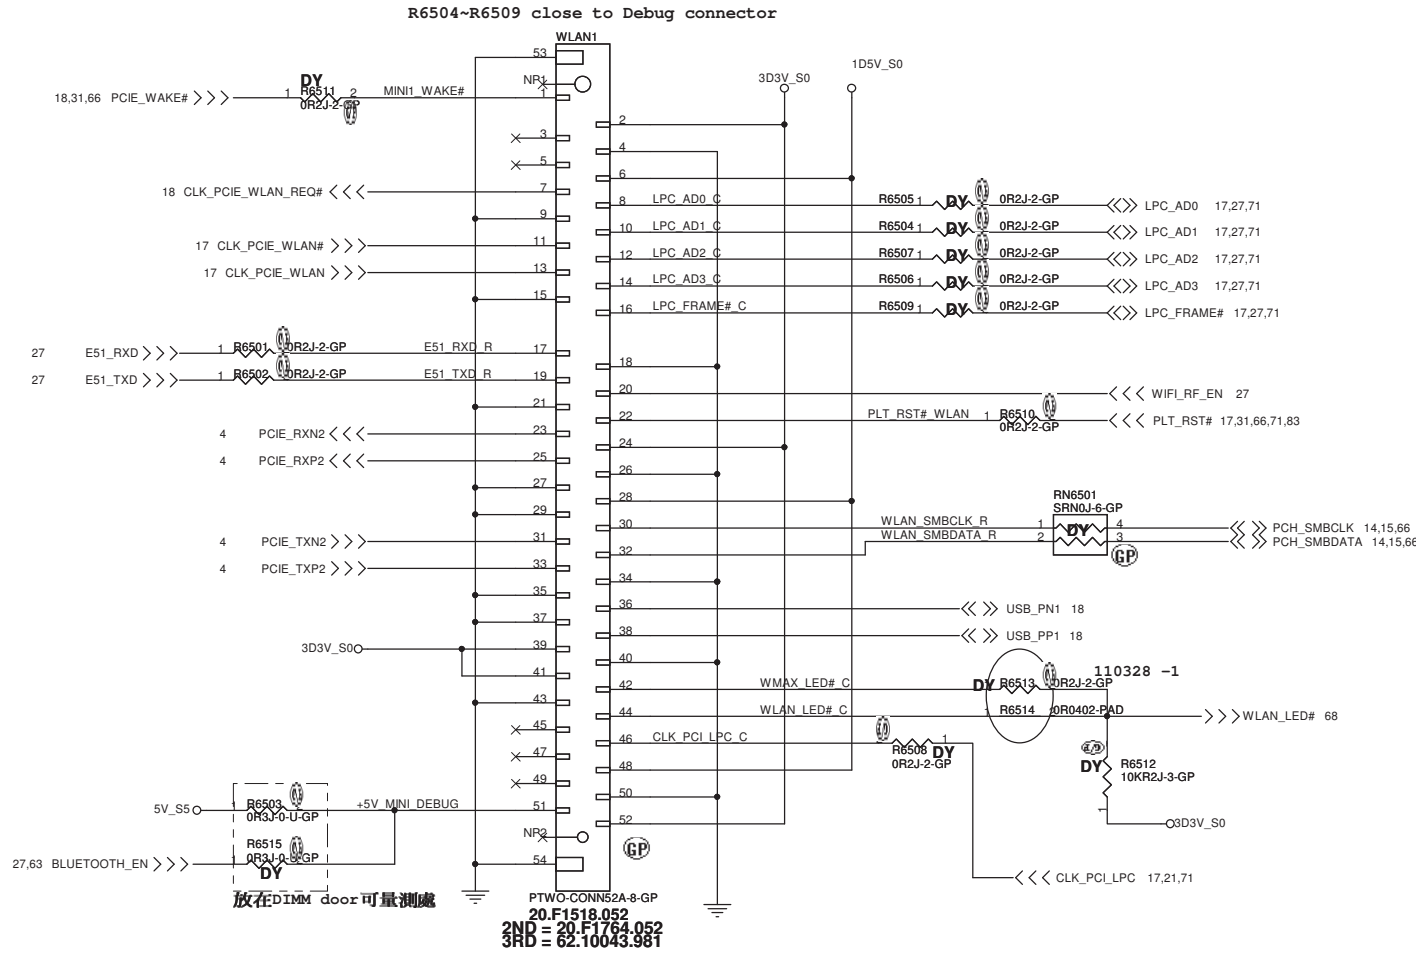 R6504~R6509 close to Debug connector
WLAN1
53
NP1
3D3V_S0
1D5V_S0
18,31,66 PCIE_WAKE#
1
DY
R6511
2
0R2J-2-GP
MINI1_WAKE#
1
2
3
4
5
6
18 CLK_PCIE_WLAN_REQ#
7
8
LPC_AD0_C
R6505
1
DY
0R2J-2-GP
LPC_AD0 17,27,71
9
10
LPC_AD1_C
R6504
1
DY
0R2J-2-GP
LPC_AD1 17,27,71
17 CLK_PCIE_WLAN#
11
12
LPC_AD2_C
R6507
1
DY
0R2J-2-GP
LPC_AD2 17,27,71
17 CLK_PCIE_WLAN
13
14
LPC_AD3_C
R6506
1
DY
0R2J-2-GP
LPC_AD3 17,27,71
15
16
LPC_FRAME#_C
R6509
1
DY
0R2J-2-GP
LPC_FRAME# 17,27,71
27 E51_RXD
1
R6501
0R2J-2-GP
E51_RXD_R
17
18
27 E51_TXD
1
R6502
0R2J-2-GP
E51_TXD_R
19
20
WIFI_RF_EN 27
21
22
PLT_RST#_WLAN
1
R6510
0R2J-2-GP
PLT_RST# 17,31,66,71,83
4 PCIE_RXN2
23
24
4 PCIE_RXP2
25
26
27
28
29
30
WLAN_SMBCLK_R
RN6501
SRN0J-6-GP
1
4
DY
2
3
GP
PCH_SMBCLK 14,15,66
4 PCIE_TXN2
31
32
WLAN_SMBDATA_R
PCH_SMBDATA 14,15,66
4 PCIE_TXP2
33
34
35
36
USB_PN1 18
37
38
USB_PP1 18
3D3V_S0
39
40
41
42
WMAX_LED#_C
DY
R6513
0R2J-2-GP
110328 -1
43
44
WLAN_LED#_C
1
R6514
2
0R0402-PAD
WLAN_LED# 68
45
46
CLK_PCI_LPC_C
R6508
DY
1
0R2J-2-GP
47
48
DY
R6512
10KR2J-3-GP
1
3D3V_S0
49
50
5V_S5
1
R6503
0R3J-0-U-GP
+5V_MINI_DEBUG
51
52
NP2
GP
27,63 BLUETOOTH_EN
1
R6515
0R3J-0-U-GP
DY
54
CLK_PCI_LPC 17,21,71
放在DIMM door可量測處
PTWO-CONN52A-8-GP
20.F1518.052
2ND = 20.F1764.052
3RD = 62.10043.981